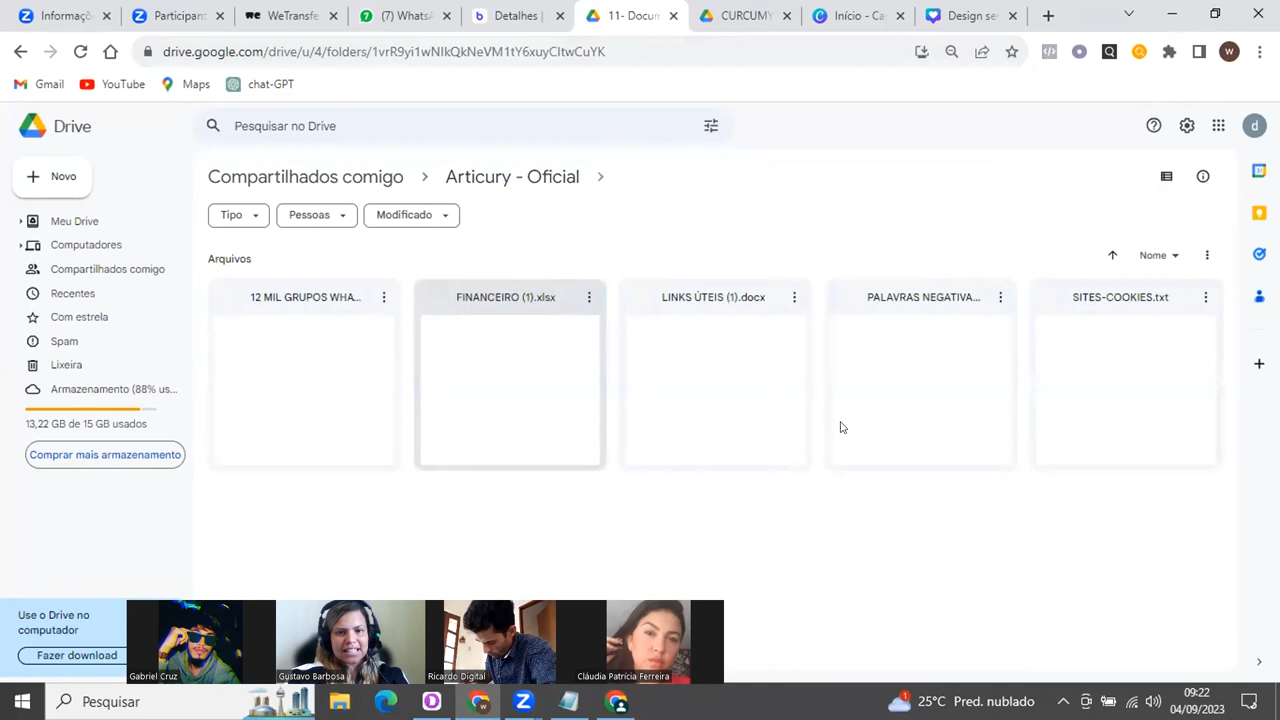 Informaçõ
Participant
WeTransfe
(7) WhatsA
Detalhes |
11- Docum
CURCUMY
Início - Ca
Design se
drive.google.com/drive/u/4/folders/1vrR9yi1wNIkQkNeVM1tY6xuyCItwCuYK
Gmail
YouTube
Maps
chat-GPT
Drive
Pesquisar no Drive
Novo
Compartilhados comigo
Articury - Oficial
Tipo
Pessoas
Modificado
Meu Drive
Computadores
Compartilhados comigo
Recentes
Com estrela
Spam
Lixeira
Armazenamento (88% us...
13,22 GB de 15 GB usados
Comprar mais armazenamento
Arquivos
Nome
12 MIL GRUPOS WHA...
FINANCEIRO (1).xlsx
LINKS ÚTEIS (1).docx
PALAVRAS NEGATIVA...
SITES-COOKIES.txt
Use o Drive no
computador
Fazer download
Gabriel Cruz
Gustavo Barbosa
Ricardo Digital
Cláudia Patrícia Ferreira
Pesquisar
1
25°C Pred. nublado
09:22
04/09/2023